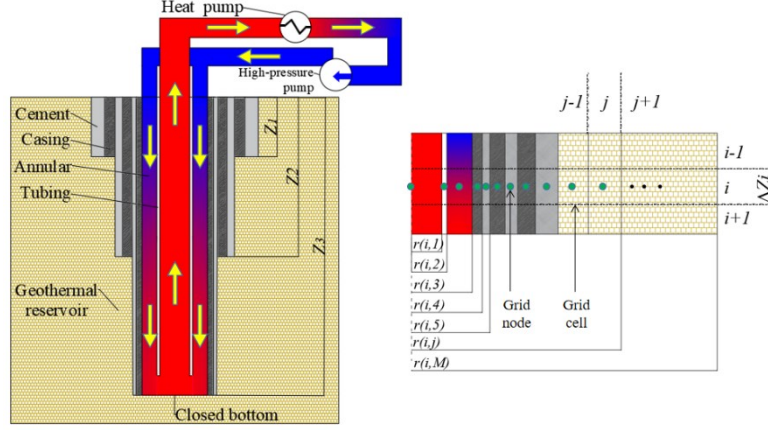 Heat pump
High-pressure
pump
Cement
Casing
Annular
Tubing
Geothermal
reservoir
Z1
Z2
Z3
Closed bottom
j-1
j
j+1
i-1
i
i+1
ΔZi
r(i,1)
r(i,2)
r(i,3)
r(i,4)
r(i,5)
r(i,j)
r(i,M)
Grid
node
Grid
cell